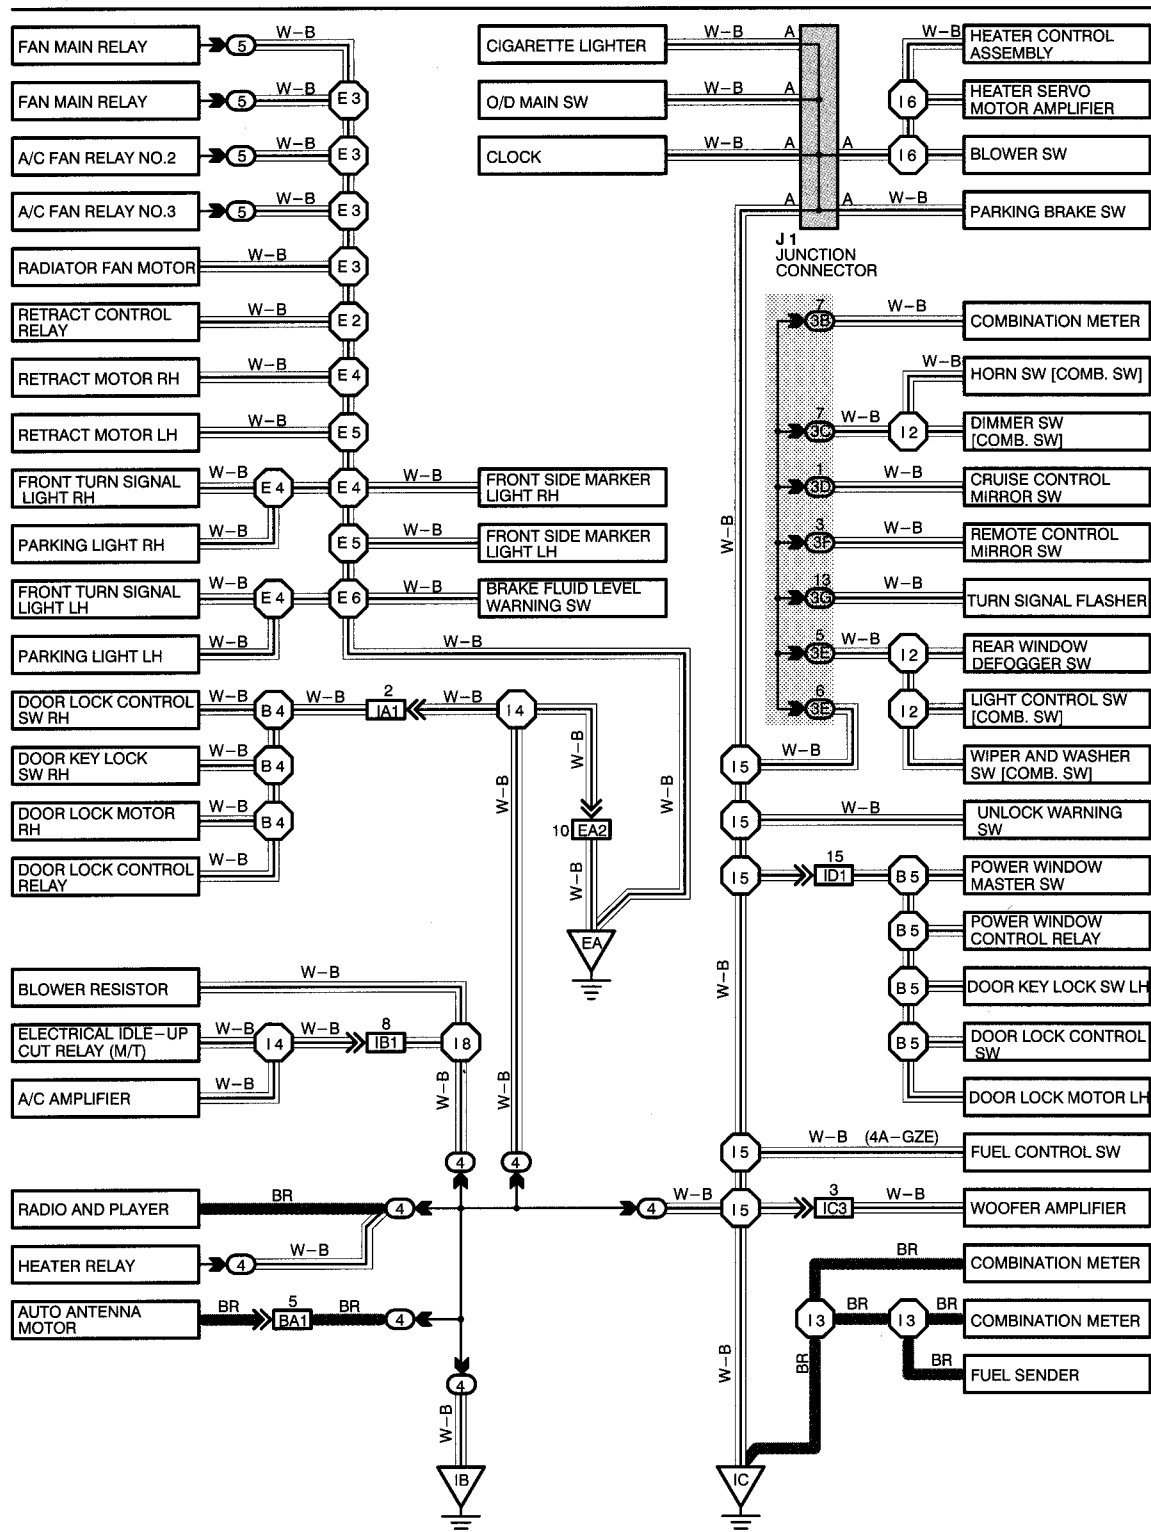 FAN MAIN RELAY
5
W-B
FAN MAIN RELAY
5
W-B
E3
A/C FAN RELAY NO.2
5
W-B
E3
A/C FAN RELAY NO.3
5
W-B
E3
RADIATOR FAN MOTOR
W-B
E3
RETRACT CONTROL
RELAY
W-B
E2
RETRACT MOTOR RH
W-B
E4
RETRACT MOTOR LH
W-B
E5
FRONT TURN SIGNAL
LIGHT RH
W-B
E4
E4
W-B
FRONT SIDE MARKER
LIGHT RH
PARKING LIGHT RH
W-B
E5
W-B
FRONT SIDE MARKER
LIGHT LH
FRONT TURN SIGNAL
LIGHT LH
W-B
E4
E6
W-B
BRAKE FLUID LEVEL
WARNING SW
PARKING LIGHT LH
W-B
W-B
W-B
DOOR LOCK CONTROL
SW RH
W-B
B4
W-B
2
IA1
W-B
I4
DOOR KEY LOCK
SW RH
W-B
B4
DOOR LOCK MOTOR
RH
W-B
B4
DOOR LOCK CONTROL
RELAY
W-B
W-B
W-B
10
EA2
W-B
EA
BLOWER RESISTOR
W-B
ELECTRICAL IDLE-UP
CUT RELAY (M/T)
W-B
I4
W-B
8
IB1
I8
A/C AMPLIFIER
W-B
W-B
W-B
4
4
RADIO AND PLAYER
BR
4
4
W-B
HEATER RELAY
4
W-B
AUTO ANTENNA
MOTOR
BR
5
BA1
BR
4
4
W-B
IB
CIGARETTE LIGHTER
W-B
A
O/D MAIN SW
W-B
A
CLOCK
W-B
A
A
A
A
J1
JUNCTION
CONNECTOR
W-B
HEATER CONTROL
ASSEMBLY
I6
HEATER SERVO
MOTOR AMPLIFIER
I6
BLOWER SW
W-B
PARKING BRAKE SW
7
3B
W-B
COMBINATION METER
W-B
HORN SW [COMB. SW]
7
3C
W-B
I2
DIMMER SW
[COMB. SW]
1
3D
W-B
CRUISE CONTROL
MIRROR SW
W-B
3
3F
W-B
REMOTE CONTROL
MIRROR SW
13
3G
W-B
TURN SIGNAL FLASHER
5
3E
W-B
I2
REAR WINDOW
DEFOGGER SW
6
3E
I2
LIGHT CONTROL SW
[COMB. SW]
I5
W-B
WIPER AND WASHER
SW [COMB. SW]
I5
W-B
UNLOCK WARNING
SW
I5
15
ID1
B5
POWER WINDOW
MASTER SW
B5
POWER WINDOW
CONTROL RELAY
W-B
B5
DOOR KEY LOCK SW LH
B5
DOOR LOCK CONTROL
SW
DOOR LOCK MOTOR LH
I5
W-B (4A-GZE)
FUEL CONTROL SW
I5
3
IC3
W-B
WOOFER AMPLIFIER
BR
COMBINATION METER
I3
BR
I3
BR
COMBINATION METER
W-B
BR
BR
FUEL SENDER
IC